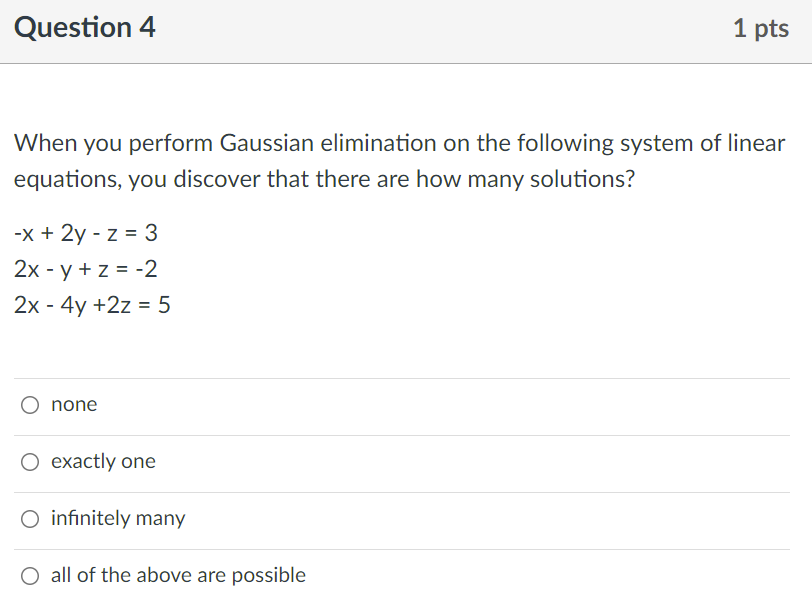 Question 4
1 pts
When you perform Gaussian elimination on the following system of linear
equations, you discover that there are how many solutions?
-x + 2y - z = 3
2x - y + z = -2
2x - 4y +2z = 5
none
exactly one
infinitely many
all of the above are possible